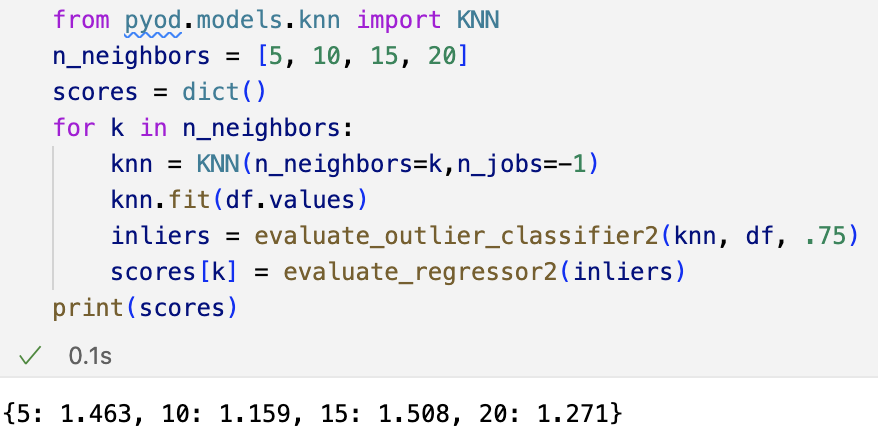 from pyod.models.knn import KNN
n_neighbors = [5, 10, 15, 20]
scores = dict()
for k in n_neighbors:
    knn = KNN(n_neighbors=k,n_jobs=-1)
    knn.fit(df.values)
    inliers = evaluate_outlier_classifier2(knn, df, .75)
    scores[k] = evaluate_regressor2(inliers)
print(scores)
0.1s
{5: 1.463, 10: 1.159, 15: 1.508, 20: 1.271}